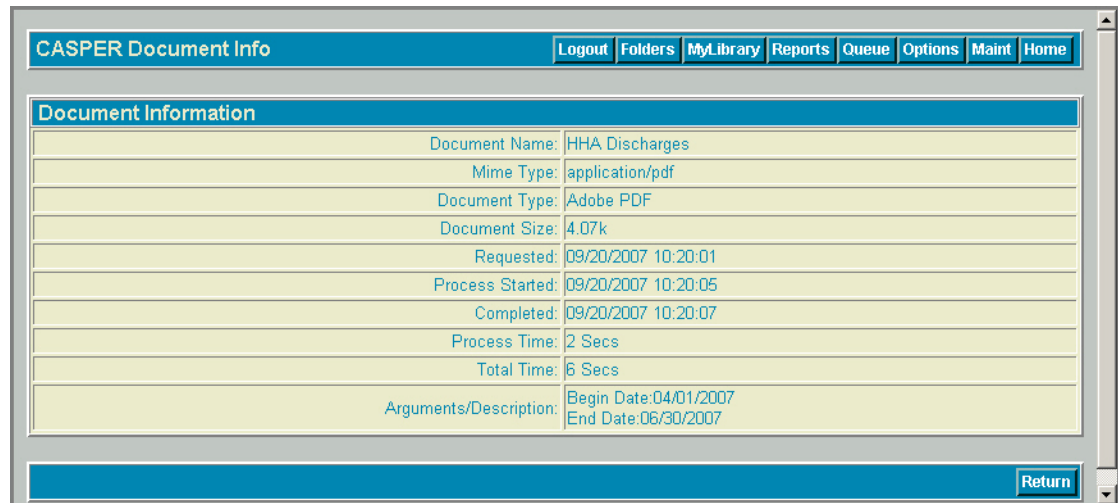 CASPER Document Info
Logout Folders MyLibrary Reports Queue Options Maint Home
Document Information
Document Name: HHA Discharges
Mime Type: application/pdf
Document Type: Adobe PDF
Document Size: 4.07k
Requested: 09/20/2007 10:20:01
Process Started: 09/20/2007 10:20:05
Completed: 09/20/2007 10:20:07
Process Time: 2 Secs
Total Time: 6 Secs
Arguments/Description: Begin Date:04/01/2007
End Date:06/30/2007
Return